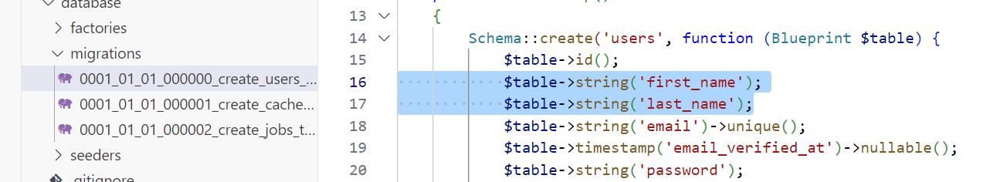 database
factories
migrations
0001_01_01_000000_create_users_...
0001_01_01_000001_create_cache...
0001_01_01_000002_create_jobs_t...
seeders
.gitignore
13 {
14 Schema::create('users', function (Blueprint $table) {
15 $table->id();
16 $table->string('first_name');
17 $table->string('last_name');
18 $table->string('email')->unique();
19 $table->timestamp('email_verified_at')->nullable();
20 $table->string('password');